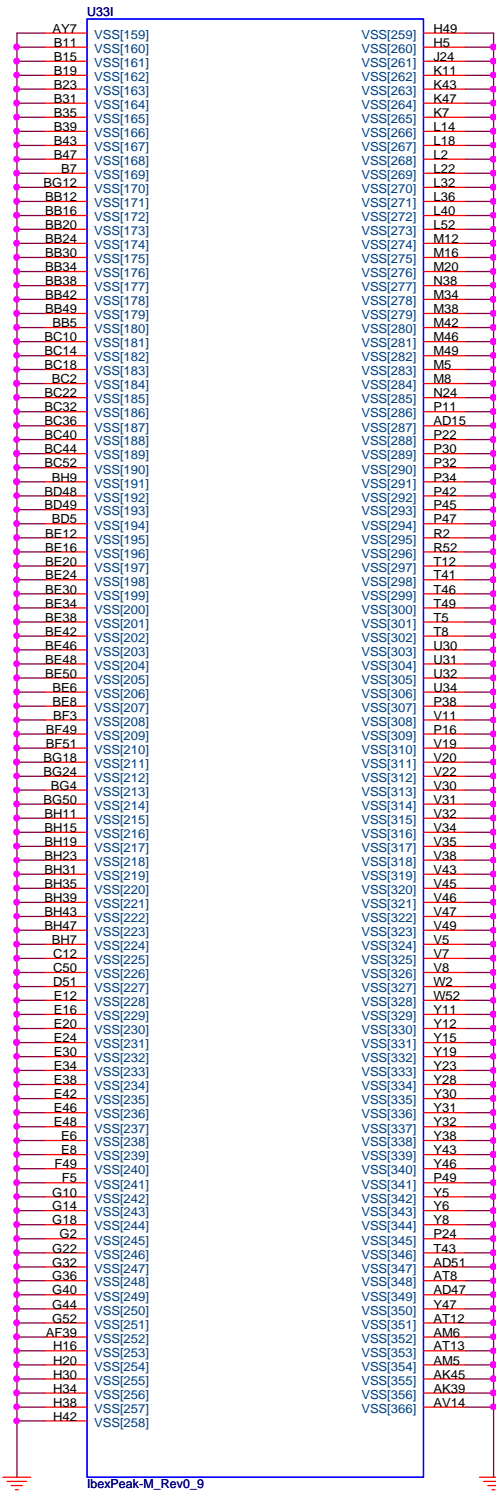 U33I
AY7 VSS[159] VSS[259] H49
B11 VSS[160] VSS[260] H5
B15 VSS[161] VSS[261] J24
B19 VSS[162] VSS[262] K11
B23 VSS[163] VSS[263] K43
B31 VSS[164] VSS[264] K47
B35 VSS[165] VSS[265] K7
B39 VSS[166] VSS[266] L14
B43 VSS[167] VSS[267] L18
B47 VSS[168] VSS[268] L2
B7 VSS[169] VSS[269] L22
BG12 VSS[170] VSS[270] L32
BB12 VSS[171] VSS[271] L36
BB16 VSS[172] VSS[272] L40
BB20 VSS[173] VSS[273] L52
BB24 VSS[174] VSS[274] M12
BB30 VSS[175] VSS[275] M16
BB34 VSS[176] VSS[276] M20
BB38 VSS[177] VSS[277] N38
BB42 VSS[178] VSS[278] M34
BB49 VSS[179] VSS[279] M38
BB5 VSS[180] VSS[280] M42
BC10 VSS[181] VSS[281] M46
BC14 VSS[182] VSS[282] M49
BC18 VSS[183] VSS[283] M5
BC2 VSS[184] VSS[284] M8
BC22 VSS[185] VSS[285] N24
BC32 VSS[186] VSS[286] P11
BC36 VSS[187] VSS[287] AD15
BC40 VSS[188] VSS[288] P22
BC44 VSS[189] VSS[289] P30
BC52 VSS[190] VSS[290] P32
BH9 VSS[191] VSS[291] P34
BD48 VSS[192] VSS[292] P42
BD49 VSS[193] VSS[293] P45
BD5 VSS[194] VSS[294] P47
BE12 VSS[195] VSS[295] R2
BE16 VSS[196] VSS[296] R52
BE20 VSS[197] VSS[297] T12
BE24 VSS[198] VSS[298] T41
BE30 VSS[199] VSS[299] T46
BE34 VSS[200] VSS[300] T49
BE38 VSS[201] VSS[301] T5
BE42 VSS[202] VSS[302] T8
BE46 VSS[203] VSS[303] U30
BE48 VSS[204] VSS[304] U31
BE50 VSS[205] VSS[305] U32
BE6 VSS[206] VSS[306] U34
BE8 VSS[207] VSS[307] P38
BF3 VSS[208] VSS[308] V11
BF49 VSS[209] VSS[309] P16
BF51 VSS[210] VSS[310] V19
BG18 VSS[211] VSS[311] V20
BG24 VSS[212] VSS[312] V22
BG4 VSS[213] VSS[313] V30
BG50 VSS[214] VSS[314] V31
BH11 VSS[215] VSS[315] V32
BH15 VSS[216] VSS[316] V34
BH19 VSS[217] VSS[317] V35
BH23 VSS[218] VSS[318] V38
BH31 VSS[219] VSS[319] V43
BH35 VSS[220] VSS[320] V45
BH39 VSS[221] VSS[321] V46
BH43 VSS[222] VSS[322] V47
BH47 VSS[223] VSS[323] V49
BH7 VSS[224] VSS[324] V5
C12 VSS[225] VSS[325] V7
C50 VSS[226] VSS[326] V8
D51 VSS[227] VSS[327] W2
E12 VSS[228] VSS[328] W52
E16 VSS[229] VSS[329] Y11
E20 VSS[230] VSS[330] Y12
E24 VSS[231] VSS[331] Y15
E30 VSS[232] VSS[332] Y19
E34 VSS[233] VSS[333] Y23
E38 VSS[234] VSS[334] Y28
E42 VSS[235] VSS[335] Y30
E46 VSS[236] VSS[336] Y31
E48 VSS[237] VSS[337] Y32
E6 VSS[238] VSS[338] Y38
E8 VSS[239] VSS[339] Y43
F49 VSS[240] VSS[340] Y46
F5 VSS[241] VSS[341] P49
G10 VSS[242] VSS[342] Y5
G14 VSS[243] VSS[343] Y6
G18 VSS[244] VSS[344] Y8
G2 VSS[245] VSS[345] P24
G22 VSS[246] VSS[346] T43
G32 VSS[247] VSS[347] AD51
G36 VSS[248] VSS[348] AT8
G40 VSS[249] VSS[349] AD47
G44 VSS[250] VSS[350] Y47
G52 VSS[251] VSS[351] AT12
AF39 VSS[252] VSS[352] AM6
H16 VSS[253] VSS[353] AT13
H20 VSS[254] VSS[354] AM5
H30 VSS[255] VSS[355] AK45
H34 VSS[256] VSS[356] AK39
H38 VSS[257] VSS[366] AV14
H42 VSS[258]
IbexPeak-M_Rev0_9